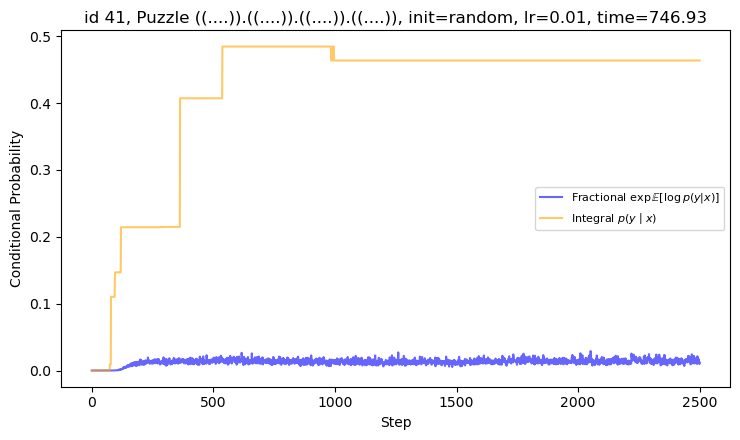 id 41, Puzzle ((....)).((....)).((....)).((....)), init=random, lr=0.01, time=746.93
Conditional Probability
0.5
0.4
0.3
0.2
0.1
0.0
Fractional exp𝔼[log p(y|x)]
Integral p(y | x)
0
500
1000
1500
2000
2500
Step